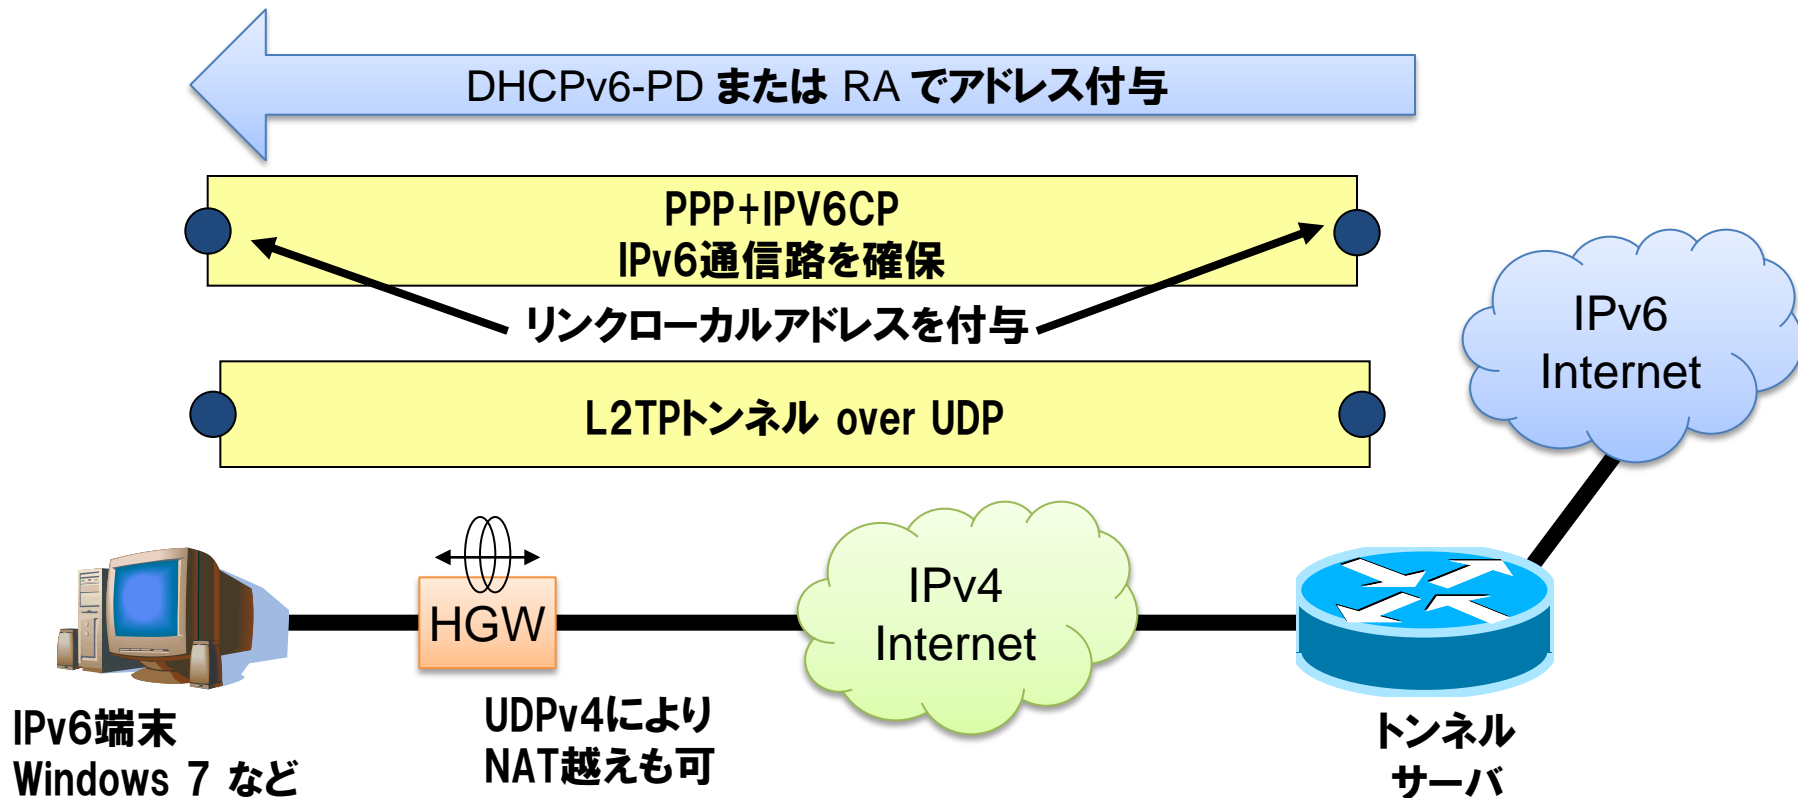 DHCPv6-PD または RA でアドレス付与
PPP+IPV6CP
IPv6通信路を確保
リンクローカルアドレスを付与
L2TPトンネル over UDP
IPv6
Internet
IPv4
Internet
HGW
IPv6端末
Windows 7 など
UDPv4により
NAT越えも可
トンネル
サーバ